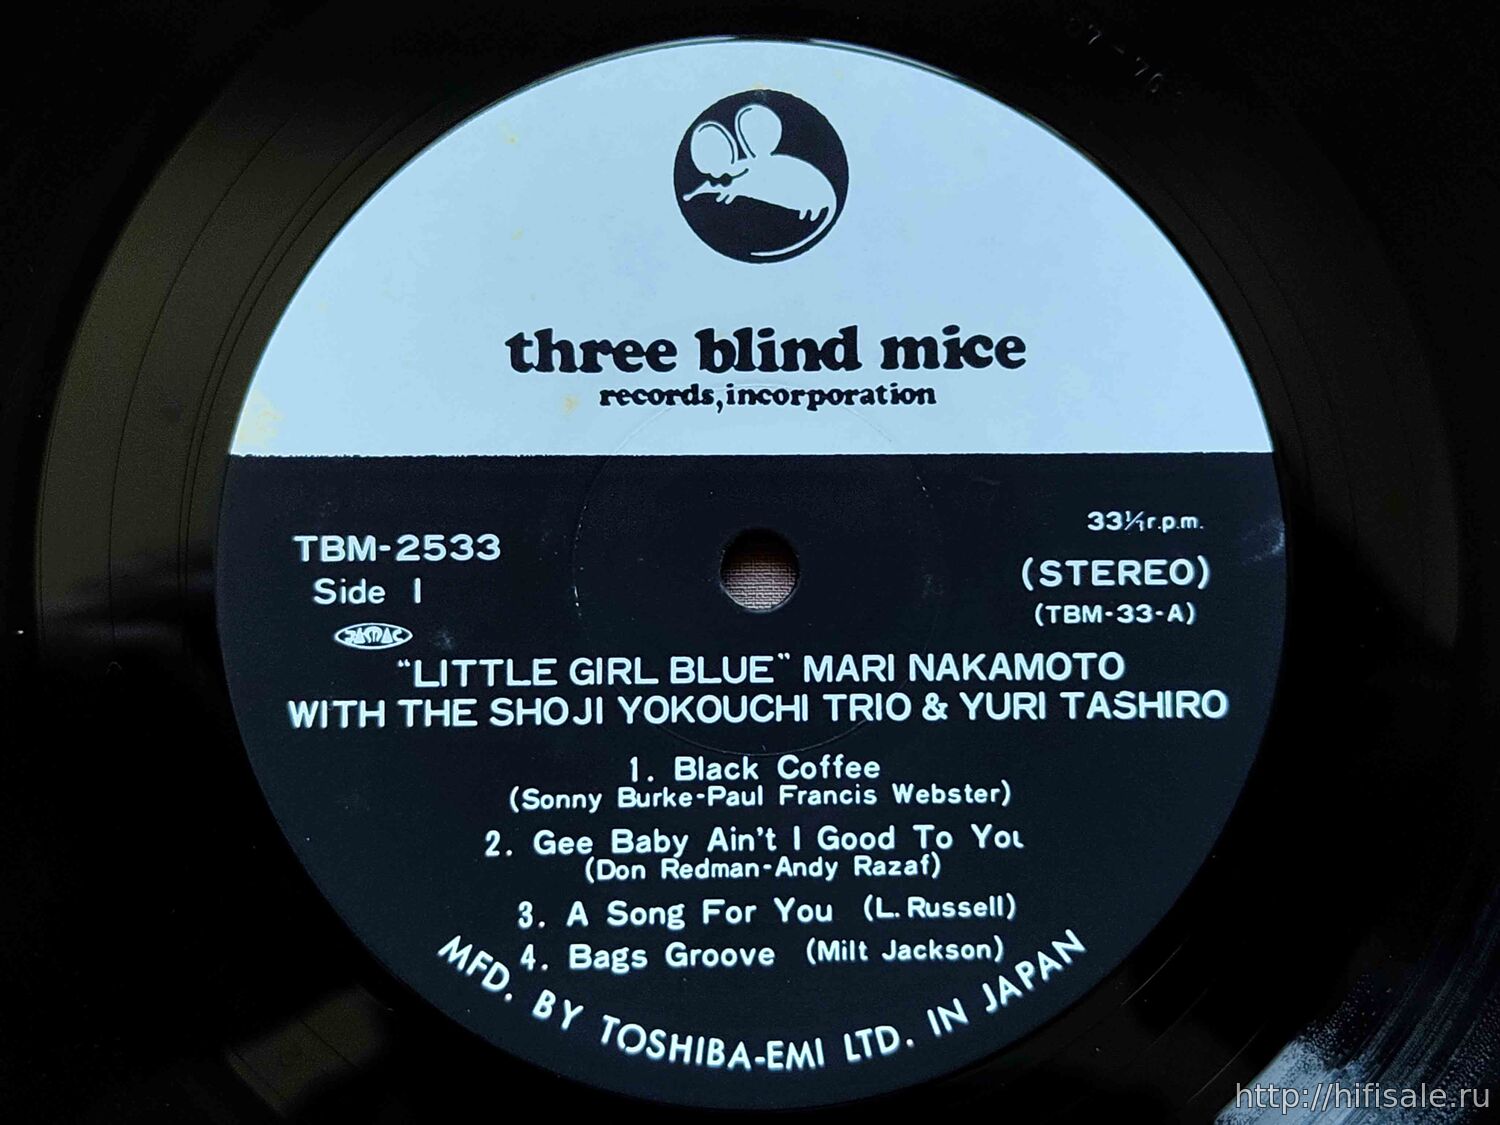 three blind mice
records, incorporation
TBM-2533
Side 1
33⅓ r.p.m.
(STEREO)
(TBM-33-A)
JASRAC
"LITTLE GIRL BLUE" MARI NAKAMOTO
WITH THE SHOJI YOKOUCHI TRIO & YURI TASHIRO
1. Black Coffee
(Sonny Burke-Paul Francis Webster)
2. Gee Baby Ain't I Good To You
(Don Redman-Andy Razaf)
3. A Song For You (L. Russell)
4. Bags Groove (Milt Jackson)
MFD. BY TOSHIBA-EMI LTD. IN JAPAN
http://hifisale.ru